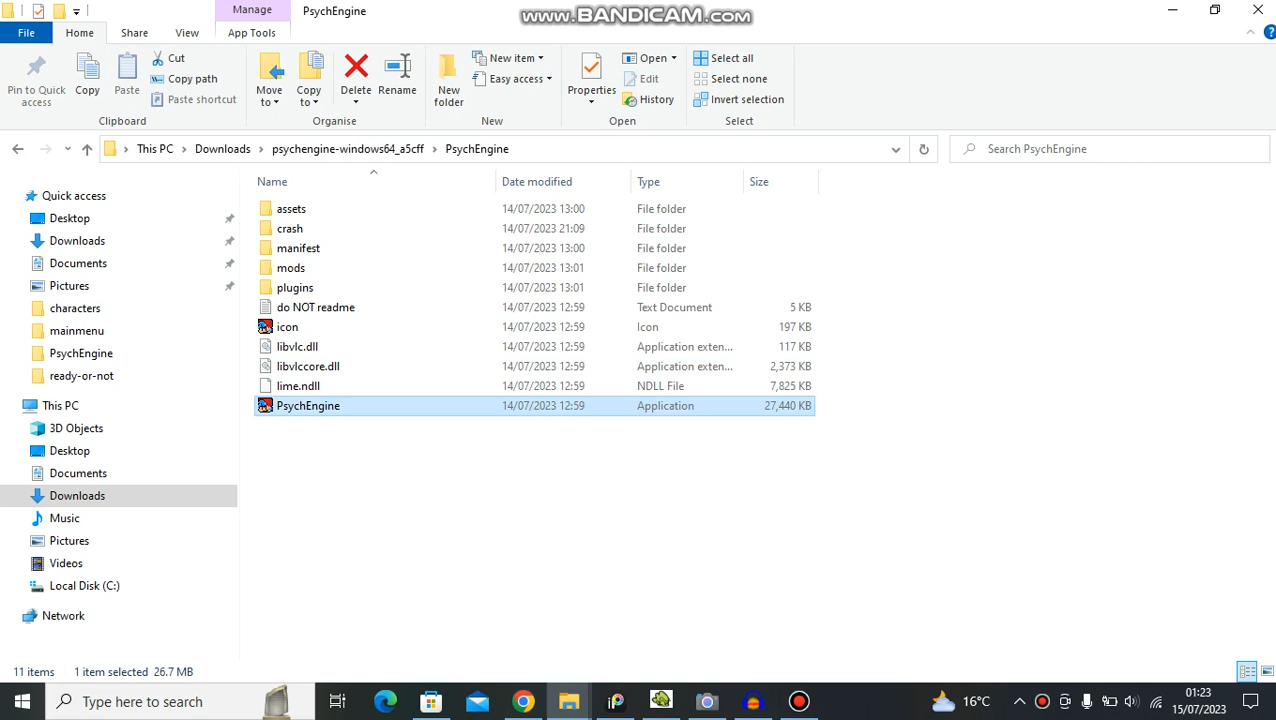 Manage
PsychEngine
www.BANDICAM.com
File
Home
Share
View
App Tools
Pin to Quick access
Copy
Paste
Cut
Copy path
Paste shortcut
Clipboard
Move to
Copy to
Delete
Rename
Organise
New folder
New item
Easy access
New
Properties
Open
Edit
History
Open
Select all
Select none
Invert selection
Select
This PC
Downloads
psychengine-windows64_a5cff
PsychEngine
Search PsychEngine
Name
Date modified
Type
Size
Quick access
Desktop
Downloads
Documents
Pictures
characters
mainmenu
PsychEngine
ready-or-not
This PC
3D Objects
Desktop
Documents
Downloads
Music
Pictures
Videos
Local Disk (C:)
Network
assets 14/07/2023 13:00 File folder
crash 14/07/2023 21:09 File folder
manifest 14/07/2023 13:00 File folder
mods 14/07/2023 13:01 File folder
plugins 14/07/2023 13:01 File folder
do NOT readme 14/07/2023 12:59 Text Document 5 KB
icon 14/07/2023 12:59 Icon 197 KB
libvlc.dll 14/07/2023 12:59 Application exten... 117 KB
libvlccore.dll 14/07/2023 12:59 Application exten... 2,373 KB
lime.ndll 14/07/2023 12:59 NDLL File 7,825 KB
PsychEngine 14/07/2023 12:59 Application 27,440 KB
11 items
1 item selected 26.7 MB
Type here to search
16°C
01:23
15/07/2023